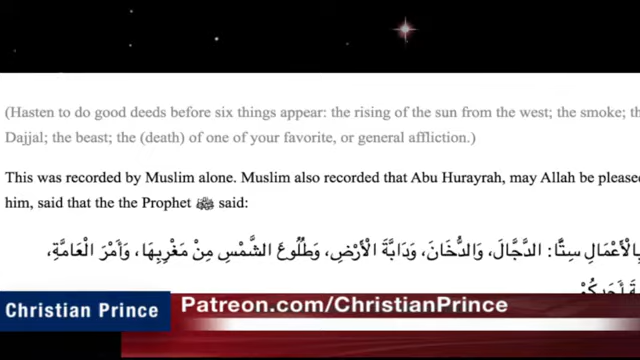 (Hasten to do good deeds before six things appear: the rising of the sun from the west; the smoke;
Dajjal; the beast; the (death) of one of your favorite, or general affliction.)
This was recorded by Muslim alone. Muslim also recorded that Abu Hurayrah, may Allah be please
him, said that the the Prophet ﷺ said:
الْأَعْمَالِ سِتًّا: الدَّجَّالَ، وَالدُّخَانَ، وَدَابَّةَ الْأَرْضِ، وَطُلُوعَ الشَّمْسِ مِنْ مَغْرِبِهَا، وَأَمْرَ الْعَامَّةِ،
Christian Prince
Patreon.com/ChristianPrince